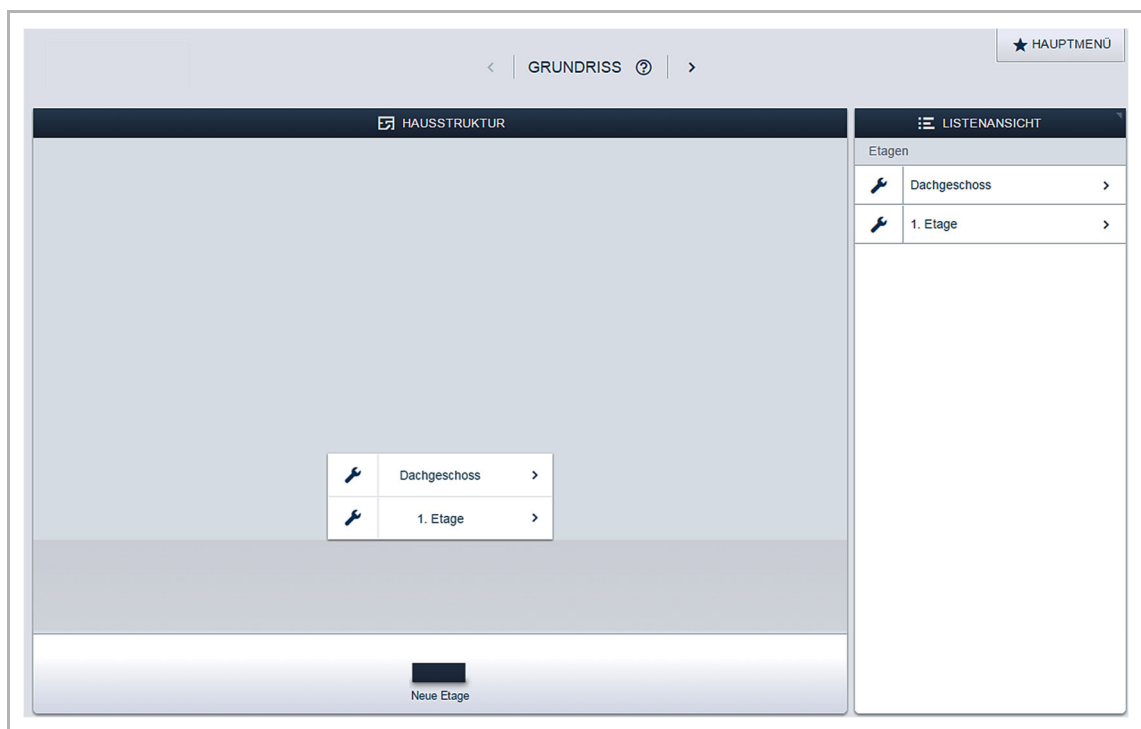 HAUPTMENÜ
GRUNDRISS
HAUSSTRUKTUR
Dachgeschoss
1. Etage
Neue Etage
LISTENANSICHT
Etagen
Dachgeschoss
1. Etage